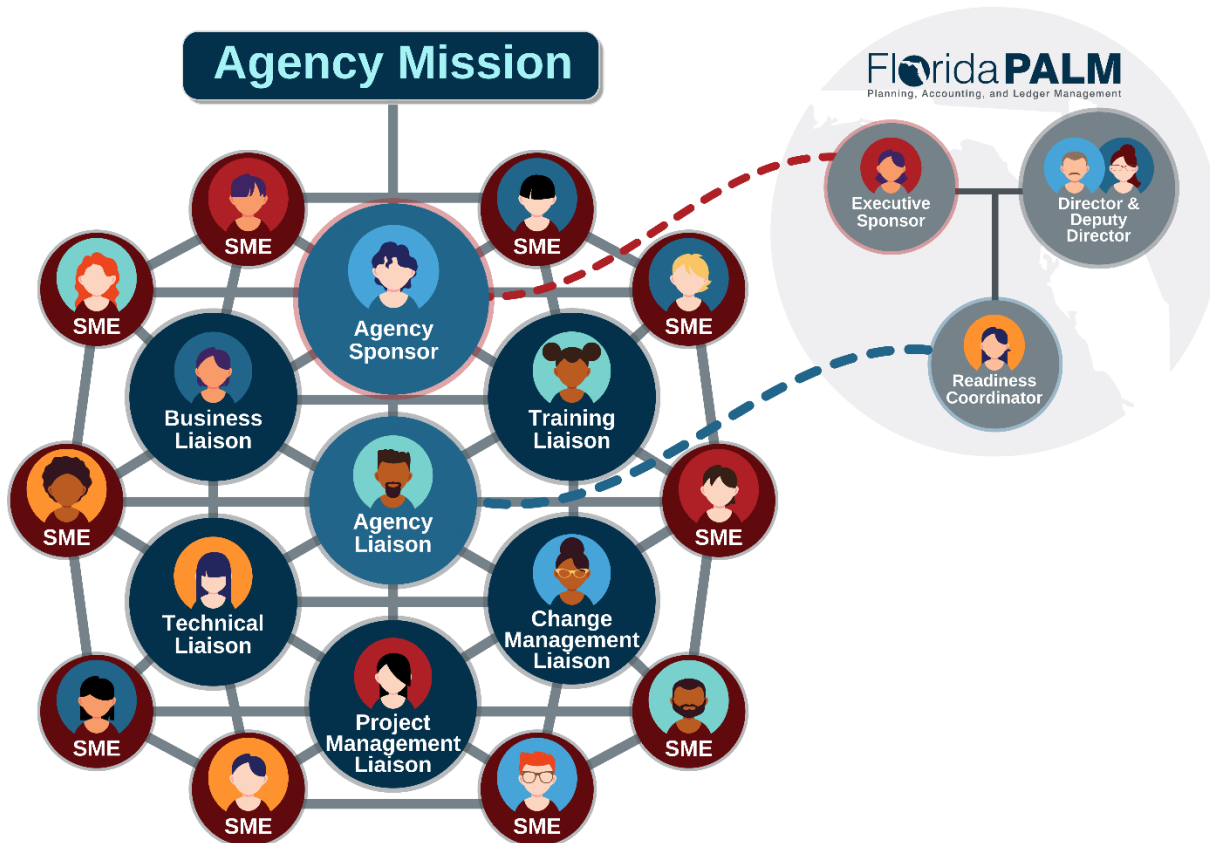 Agency Mission
Florida PALM
Planning, Accounting, and Ledger Management
SME
SME
Executive
Sponsor
Director &
Deputy
Director
SME
Agency
Sponsor
SME
Readiness
Coordinator
Business
Liaison
Training
Liaison
SME
Agency
Liaison
SME
Technical
Liaison
Change
Management
Liaison
SME
Project
Management
Liaison
SME
SME
SME